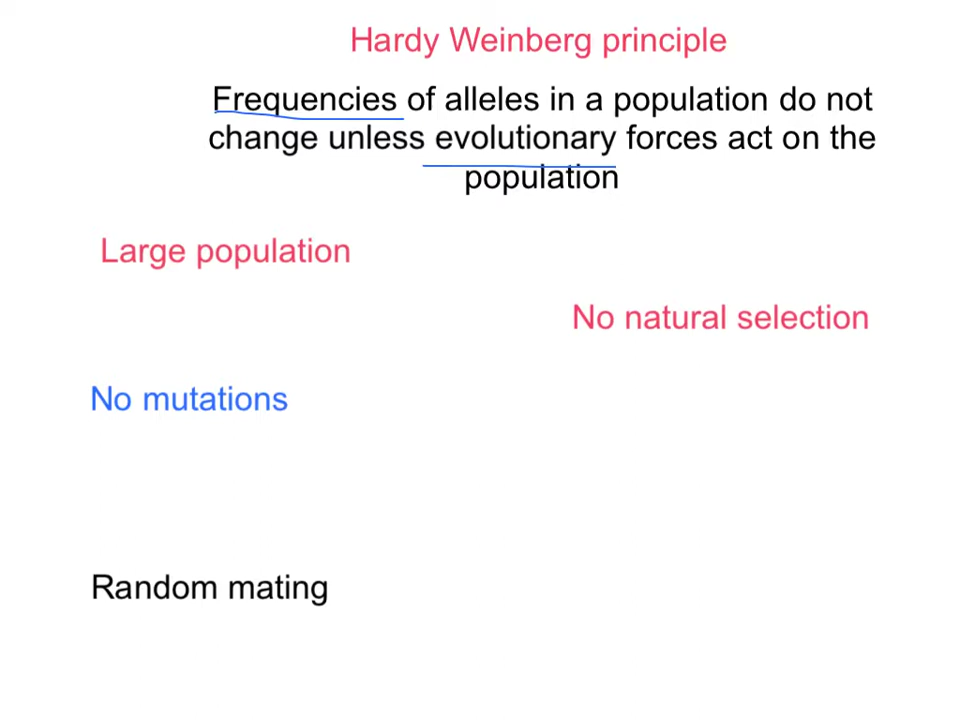 Hardy Weinberg principle
Frequencies of alleles in a population do not
change unless evolutionary forces act on the
population
Large population
No natural selection
No mutations
Random mating